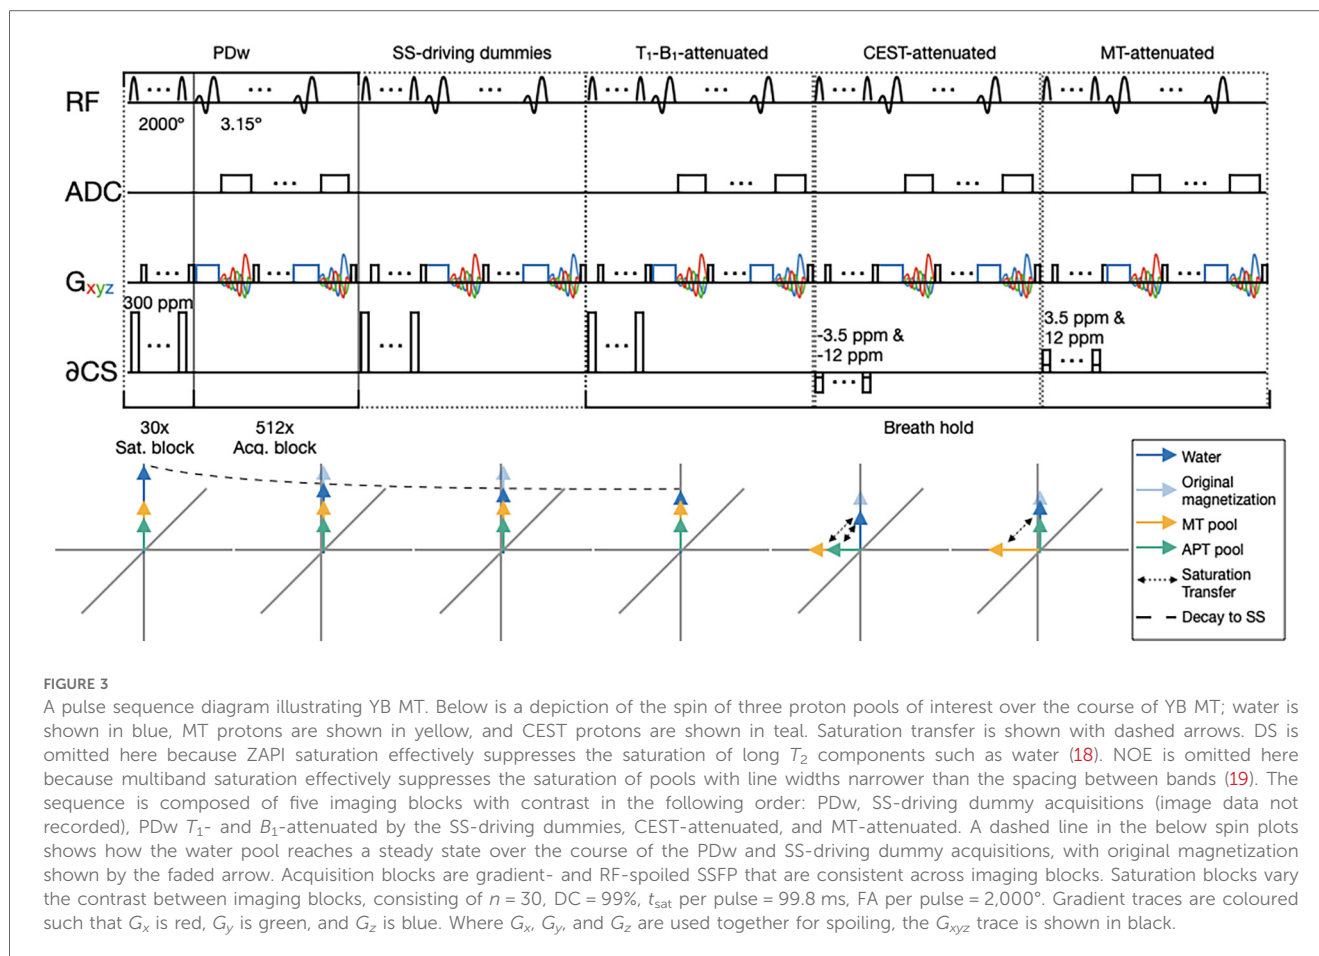 PDw
SS-driving dummies
T1-B1-attenuated
CEST-attenuated
MT-attenuated
RF
2000°
3.15°
ADC
Gxyz
300 ppm
-3.5 ppm &
-12 ppm
3.5 ppm &
12 ppm
∂CS
30x
Sat. block
512x
Acq. block
Breath hold
Water
Original
magnetization
MT pool
APT pool
Saturation
Transfer
Decay to SS
FIGURE 3
A pulse sequence diagram illustrating YB MT. Below is a depiction of the spin of three proton pools of interest over the course of YB MT; water is
shown in blue, MT protons are shown in yellow, and CEST protons are shown in teal. Saturation transfer is shown with dashed arrows. DS is
omitted here because ZAPI saturation effectively suppresses the saturation of long T2 components such as water (18). NOE is omitted here
because multiband saturation effectively suppresses the saturation of pools with line widths narrower than the spacing between bands (19). The
sequence is composed of five imaging blocks with contrast in the following order: PDw, SS-driving dummy acquisitions (image data not
recorded), PDw T1- and B1-attenuated by the SS-driving dummies, CEST-attenuated, and MT-attenuated. A dashed line in the below spin plots
shows how the water pool reaches a steady state over the course of the PDw and SS-driving dummy acquisitions, with original magnetization
shown by the faded arrow. Acquisition blocks are gradient- and RF-spoiled SSFP that are consistent across imaging blocks. Saturation blocks vary
the contrast between imaging blocks, consisting of n = 30, DC = 99%, tsat per pulse = 99.8 ms, FA per pulse = 2,000°. Gradient traces are coloured
such that Gx is red, Gy is green, and Gz is blue. Where Gx, Gy, and Gz are used together for spoiling, the Gxyz trace is shown in black.